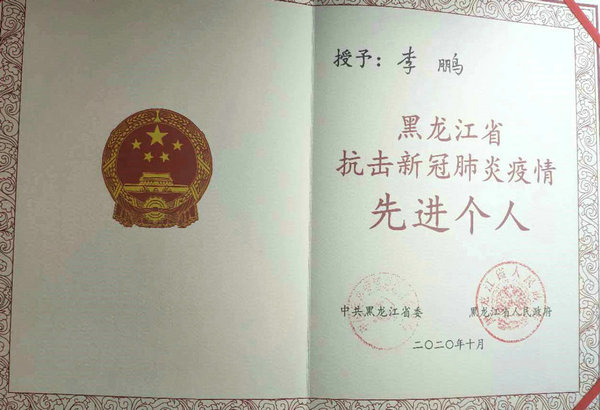 授予：李 鹏
黑龙江省
抗击新冠肺炎疫情
先进个人
中共黑龙江省委 黑龙江省人民政府
二〇二〇年十月